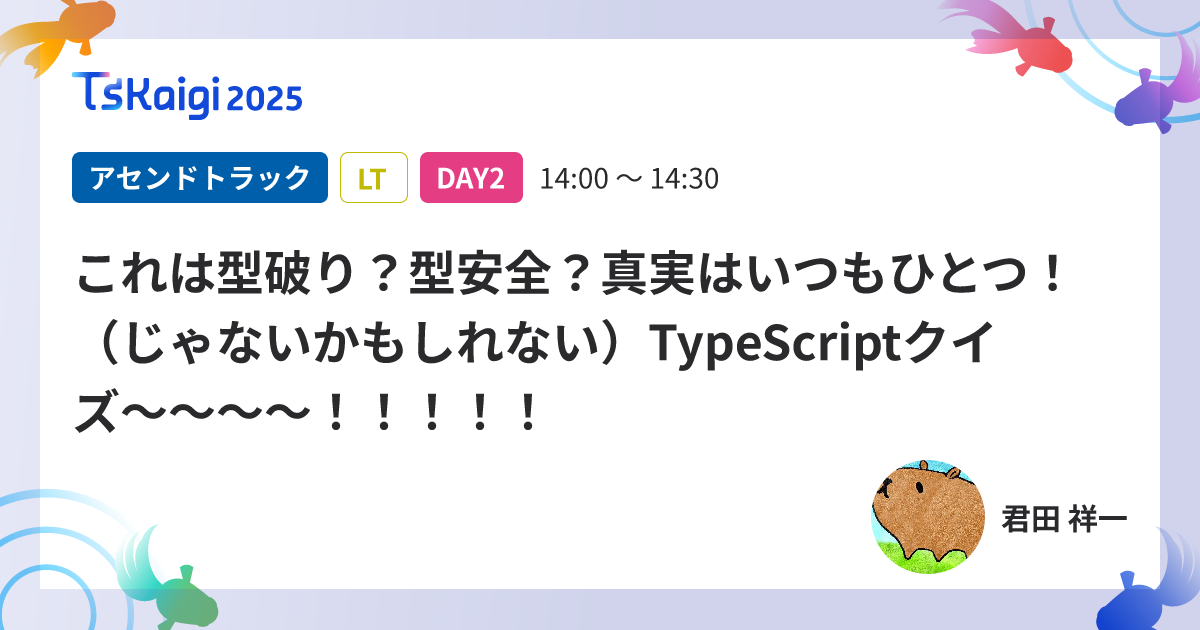 TSKaigi 2025
アセンドトラック LT DAY2 14:00 〜 14:30
これは型破り？型安全？真実はいつもひとつ！
（じゃないかもしれない）TypeScriptクイ
ズ〜〜〜〜！！！！！
君田 祥一